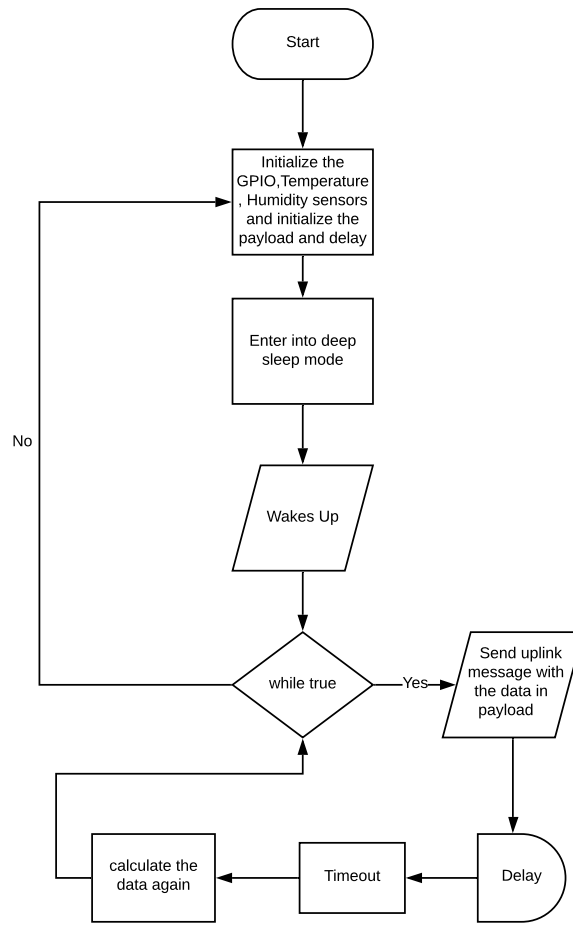 Start
Initialize the
GPIO,Temperature
, Humidity sensors
and initialize the
payload and delay
Enter into deep
sleep mode
No
Wakes Up
while true
Yes
Send uplink
message with
the data in
payload
calculate the
data again
Timeout
Delay